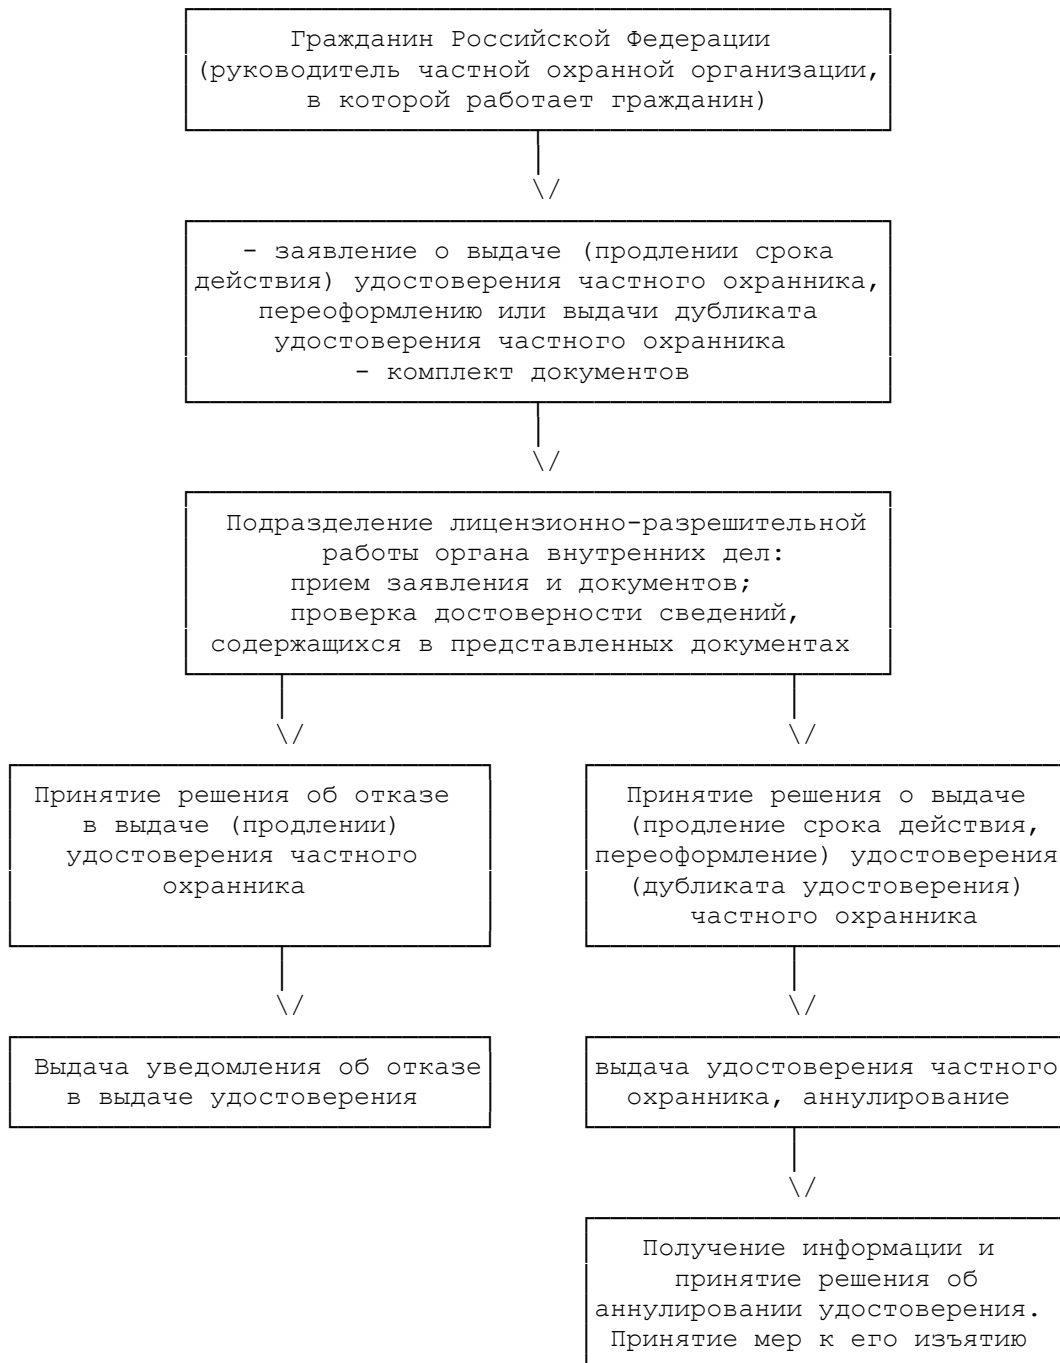 Гражданин Российской Федерации
(руководитель частной охранной организации,
в которой работает гражданин)
\/
- заявление о выдаче (продлении срока
действия) удостоверения частного охранника,
переоформлению или выдачи дубликата
удостоверения частного охранника
- комплект документов
\/
Подразделение лицензионно-разрешительной
работы органа внутренних дел:
прием заявления и документов;
проверка достоверности сведений,
содержащихся в представленных документах
\/
\/
Принятие решения об отказе
в выдаче (продлении)
удостоверения частного
охранника
Принятие решения о выдаче
(продление срока действия,
переоформление) удостоверения
(дубликата удостоверения)
частного охранника
\/
\/
Выдача уведомления об отказе
в выдаче удостоверения
выдача удостоверения частного
охранника, аннулирование
\/
Получение информации и
принятие решения об
аннулировании удостоверения.
Принятие мер к его изъятию